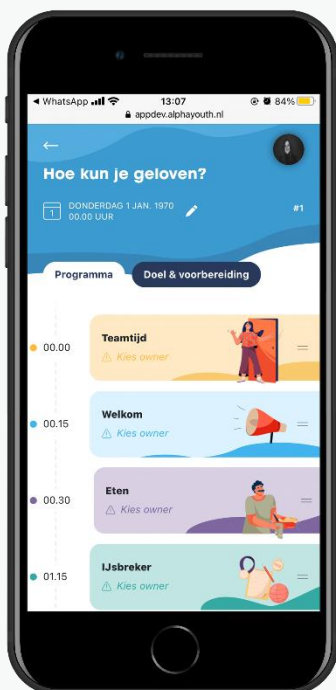 WhatsApp 13:07 84%
appdev.alphayouth.nl
Hoe kun je geloven?
1 DONDERDAG 1 JAN. 1970
00.00 UUR
#1
Programma Doel & voorbereiding
00.00 Teamtijd
Kies owner
00.15 Welkom
Kies owner
00.30 Eten
Kies owner
01.15 IJsbreker
Kies owner